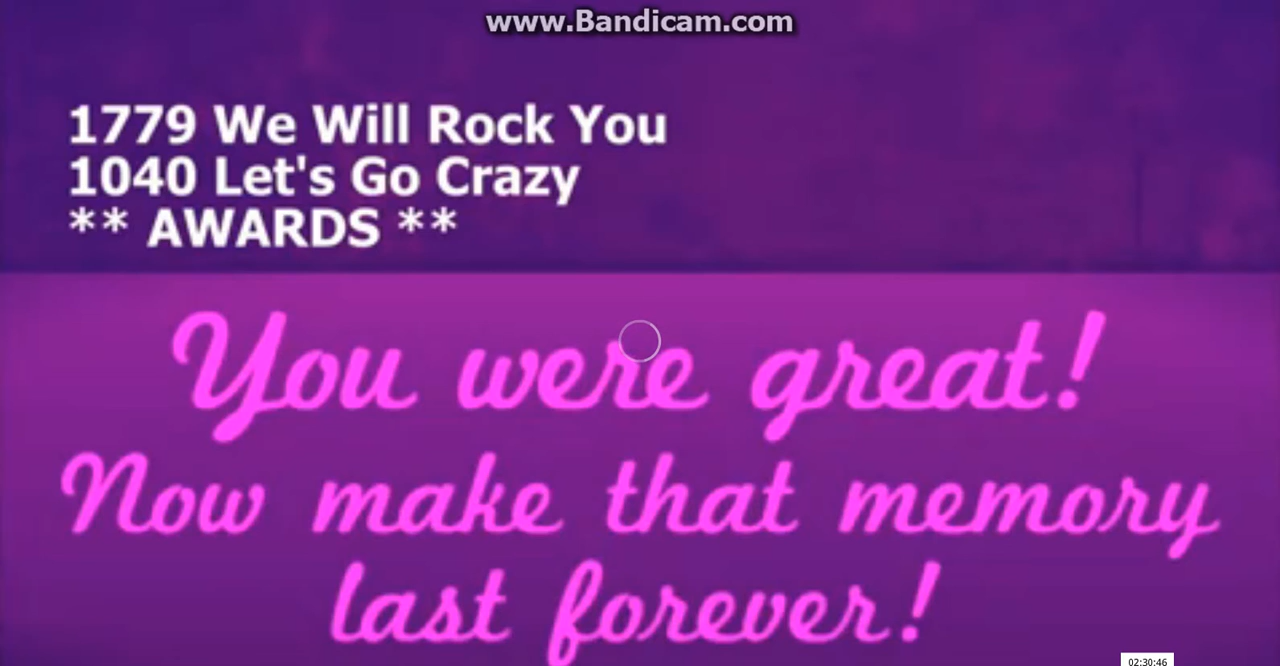 www.Bandicam.com
1779 We Will Rock You
1040 Let's Go Crazy
** AWARDS **
You were great!
Now make that memory
last forever!
02:30:46